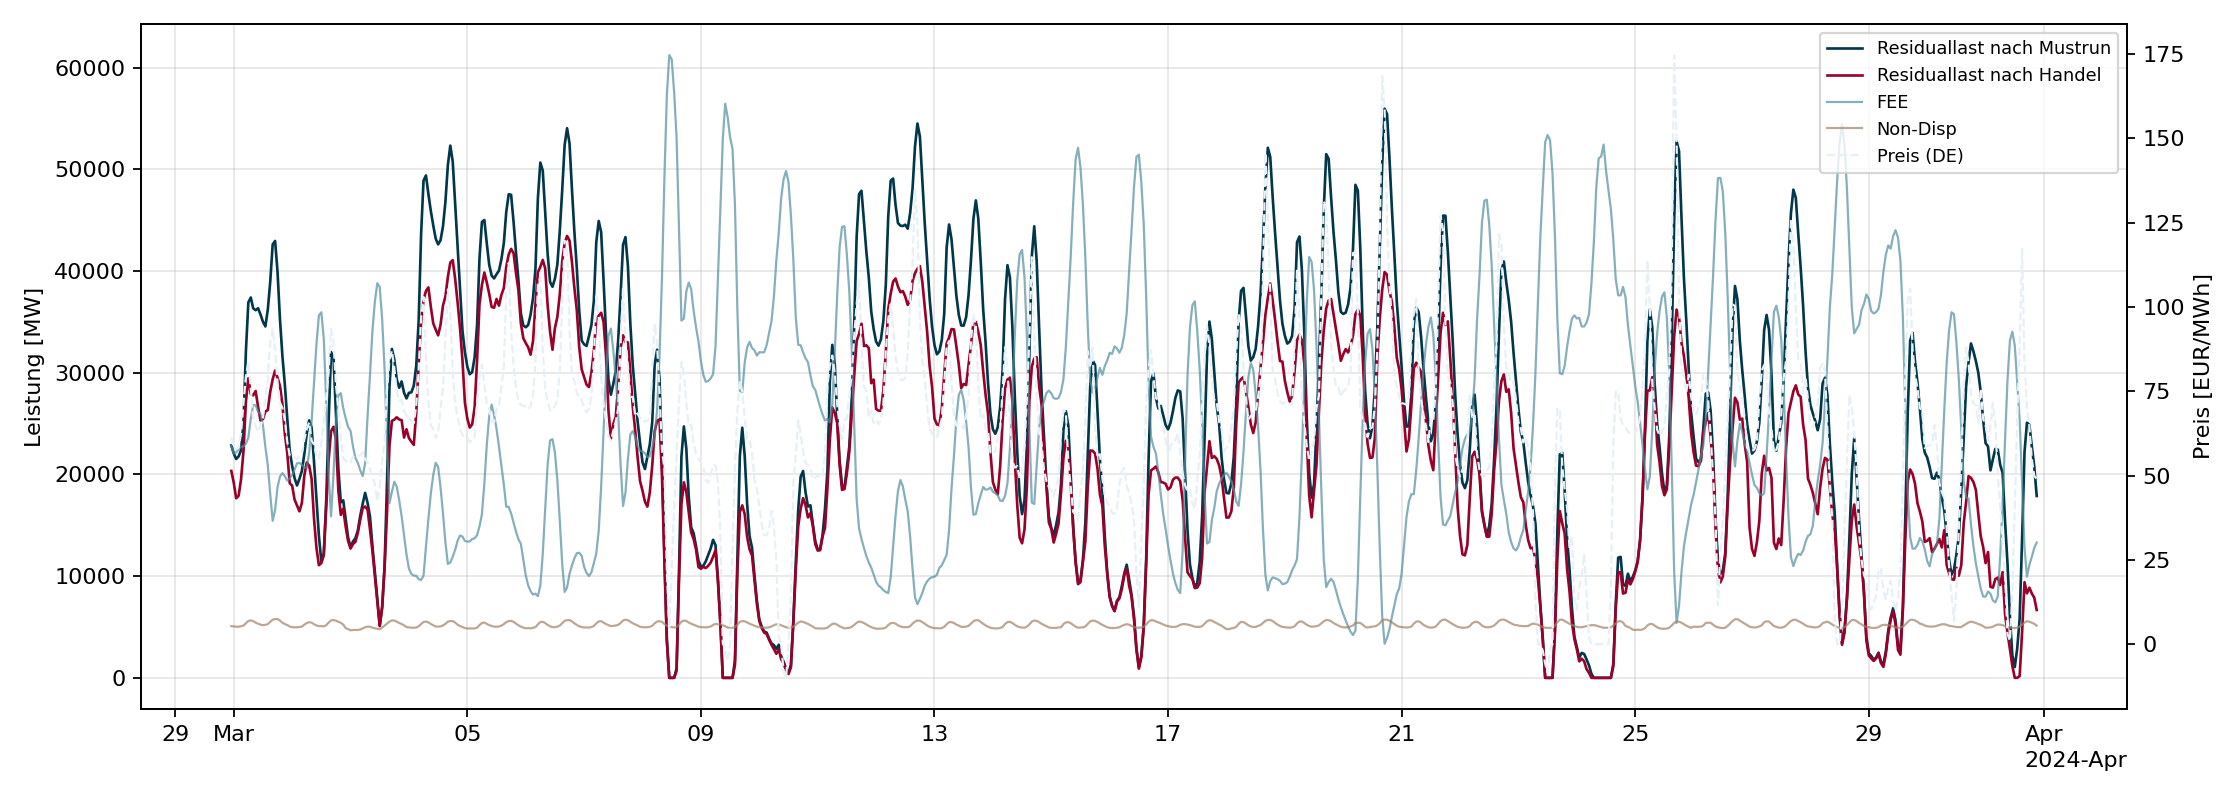 60000
50000
40000
30000
20000
10000
0
Leistung [MW]
29 Mar 05 09 13 17 21 25 29 Apr
2024-Apr
175
150
125
100
75
50
25
0
Preis [EUR/MWh]
Residuallast nach Mustrun
Residuallast nach Handel
FEE
Non-Disp
Preis (DE)